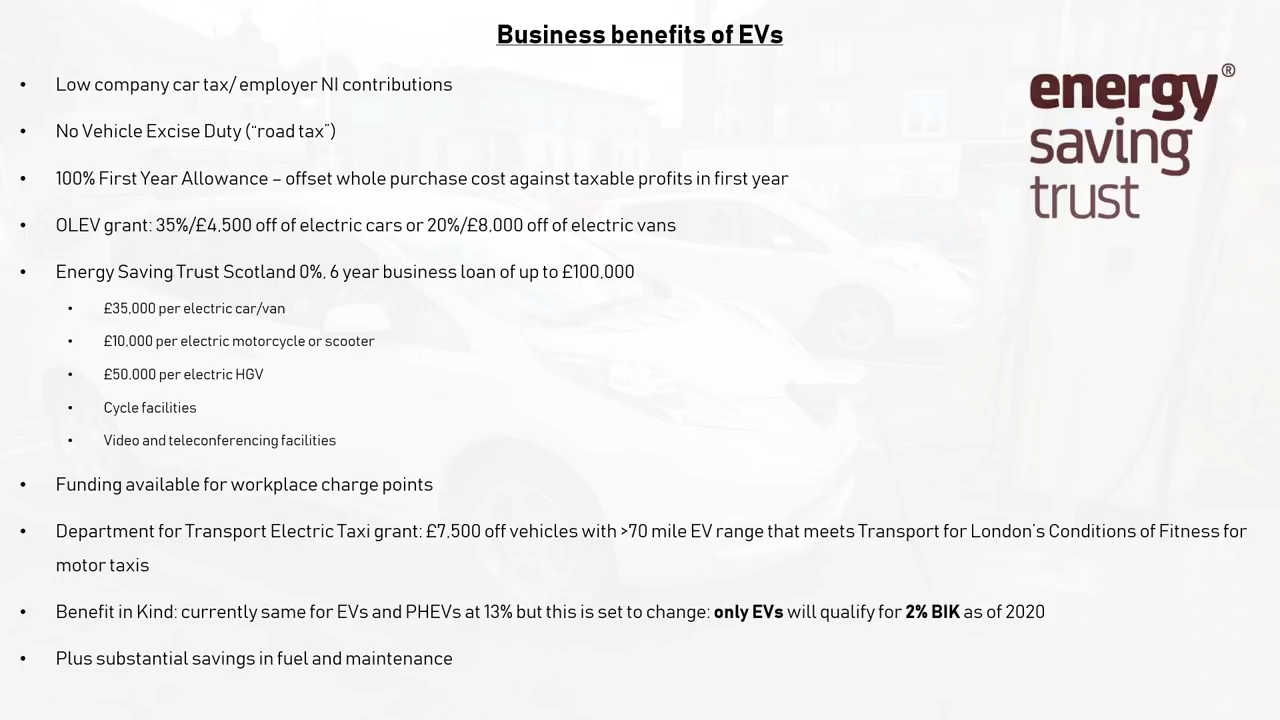 Business benefits of EVs
• Low company car tax/ employer NI contributions
• No Vehicle Excise Duty (“road tax”)
• 100% First Year Allowance – offset whole purchase cost against taxable profits in first year
• OLEV grant: 35%/£4,500 off of electric cars or 20%/£8,000 off of electric vans
• Energy Saving Trust Scotland 0%, 6 year business loan of up to £100,000
• £35,000 per electric car/van
• £10,000 per electric motorcycle or scooter
• £50,000 per electric HGV
• Cycle facilities
• Video and teleconferencing facilities
• Funding available for workplace charge points
• Department for Transport Electric Taxi grant: £7,500 off vehicles with >70 mile EV range that meets Transport for London’s Conditions of Fitness for
motor taxis
• Benefit in Kind: currently same for EVs and PHEVs at 13% but this is set to change: only EVs will qualify for 2% BIK as of 2020
• Plus substantial savings in fuel and maintenance
energy®
saving
trust